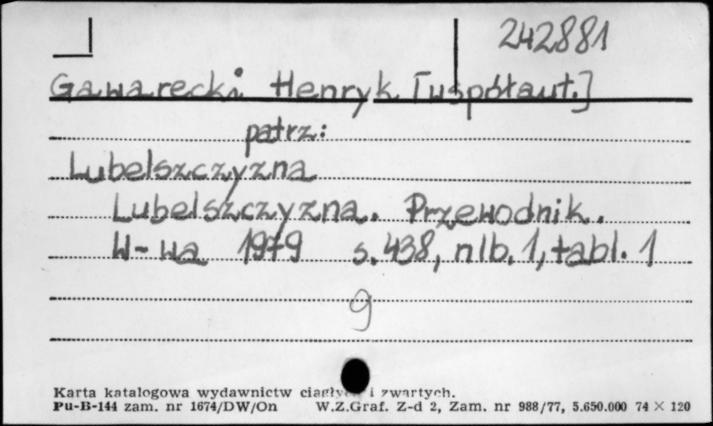 242881
Gawarecki Henryk [współaut.]
patrz:
Lubelszczyzna
Lubelszczyzna. Przewodnik.
W-wa 1979 s. 438, nlb. 1, tabl. 1
9
Karta katalogowa wydawnictw ciągłych i zwartych.
Pu-B-144 zam. nr 1674/DW/On W.Z.Graf. Z-d 2, Zam. nr 988/77, 5.650.000 74 × 120